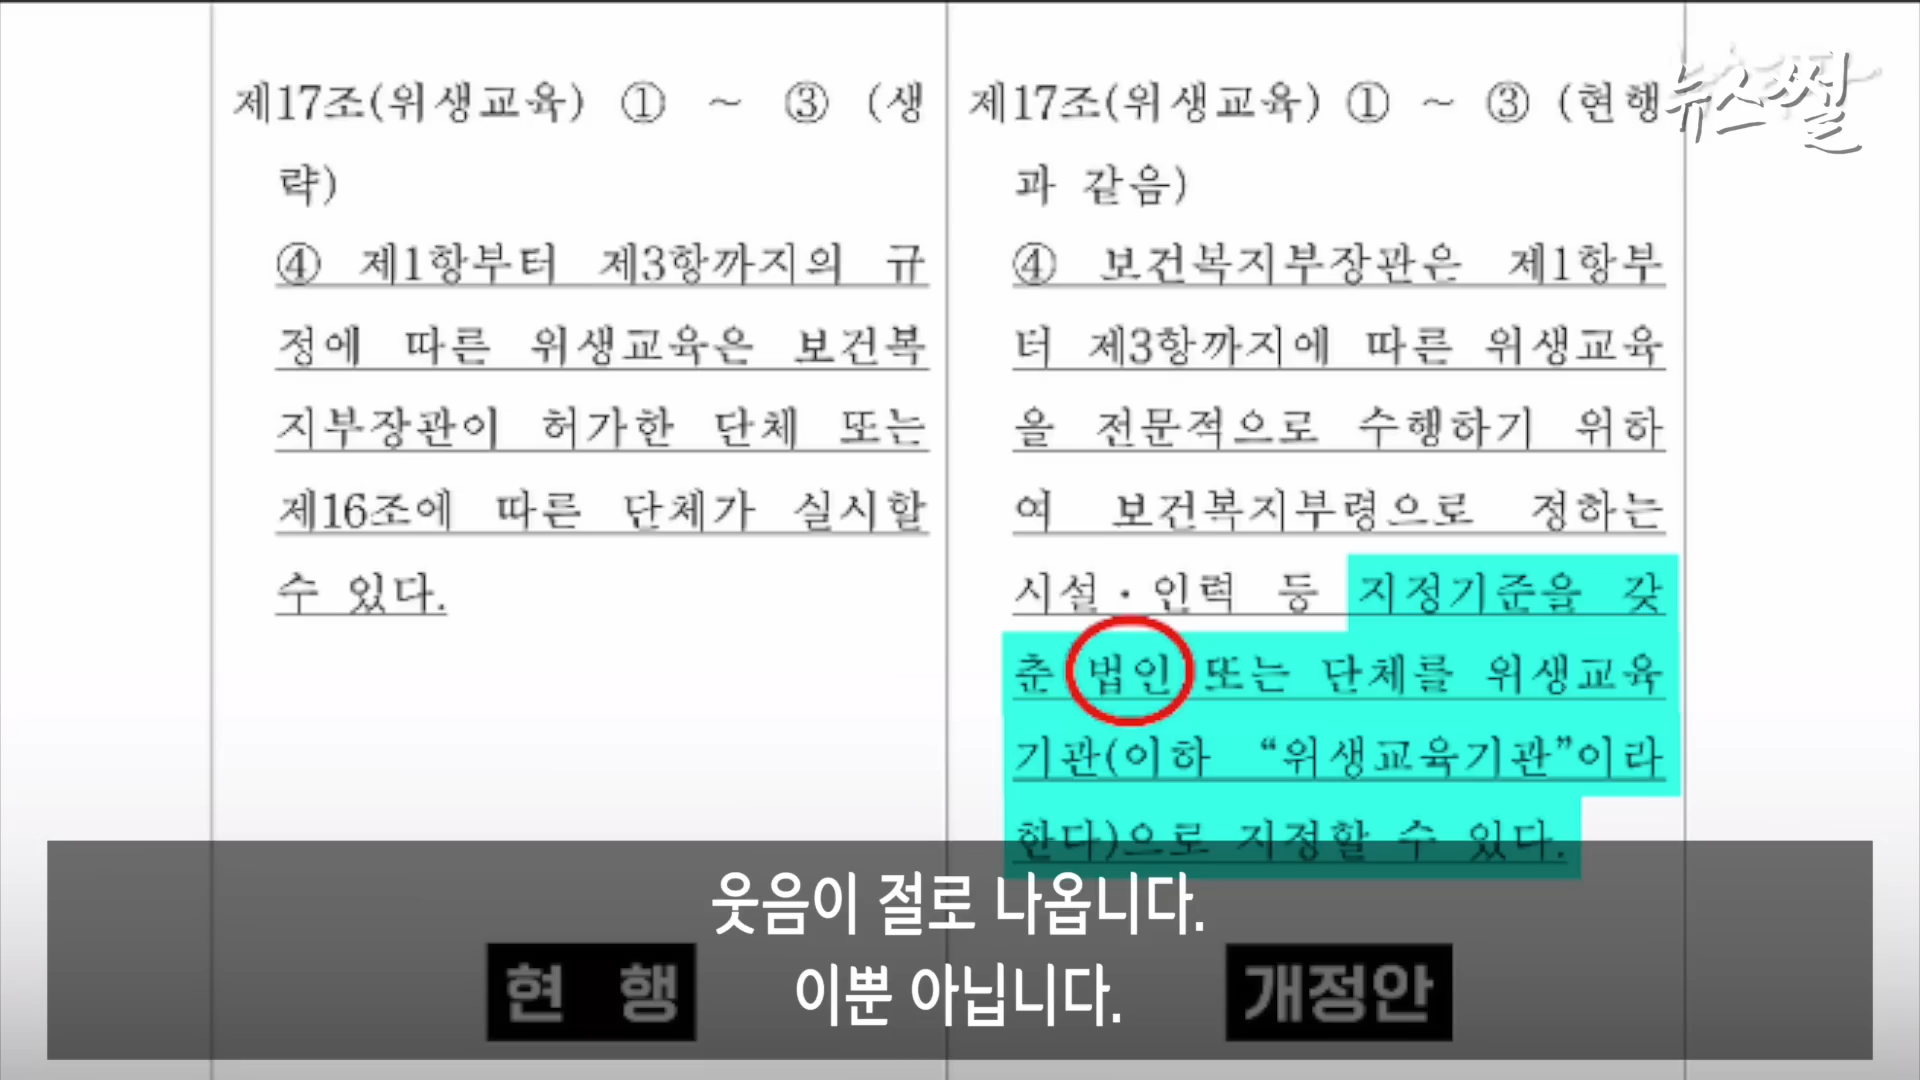 뉴스쩔
제17조(위생교육) ① ~ ③ (생
략)
④ 제1항부터 제3항까지의 규
정에 따른 위생교육은 보건복
지부장관이 허가한 단체 또는
제16조에 따른 단체가 실시할
수 있다.
제17조(위생교육) ① ~ ③ (현행
과 같음)
④ 보건복지부장관은 제1항부
터 제3항까지에 따른 위생교육
을 전문적으로 수행하기 위하
여 보건복지부령으로 정하는
시설·인력 등 지정기준을 갖
춘 법인 또는 단체를 위생교육
기관(이하 “위생교육기관”이라
한다)으로 지정할 수 있다.
웃음이 절로 나옵니다.
이뿐 아닙니다.
현 행
개정안